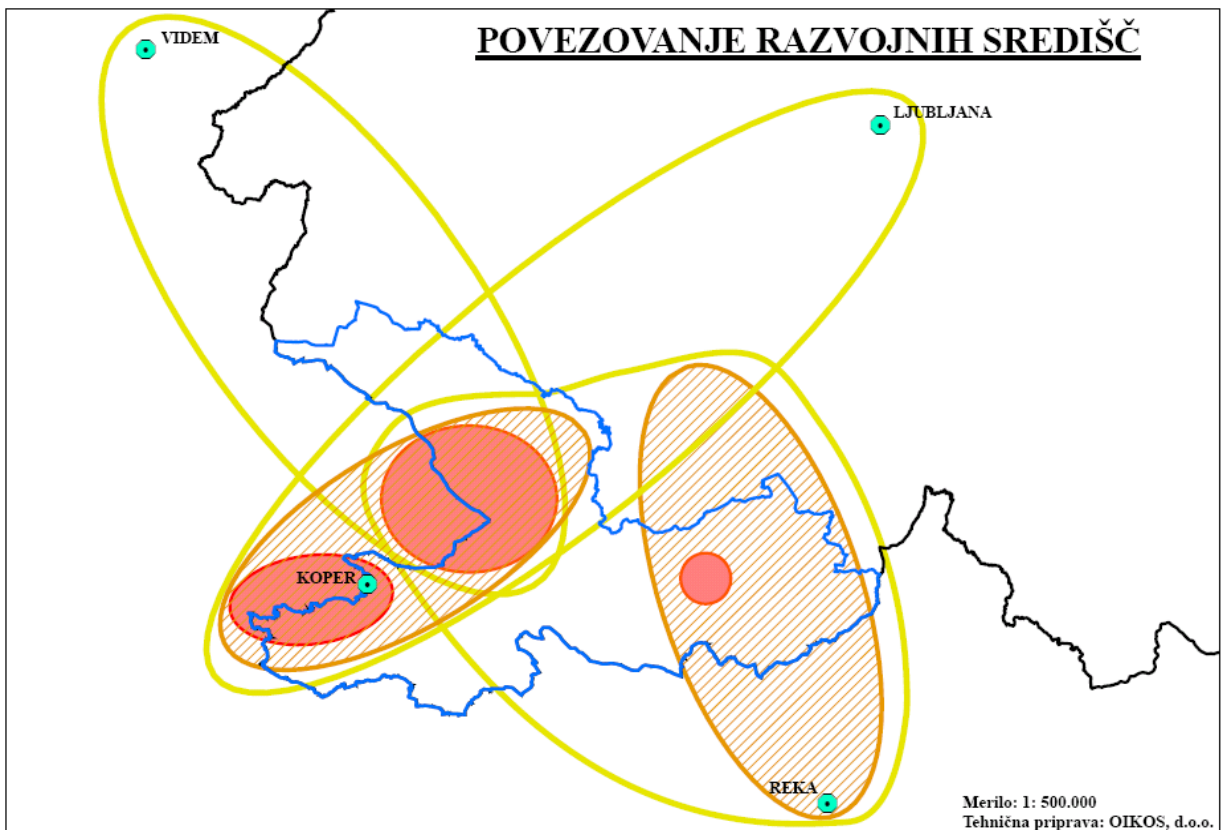 POVEZOVANJE RAZVOJNIH SREDIŠČ
VIDEM
LJUBLJANA
KOPER
REKA
Merilo: 1: 500.000
Tehnična priprava: OIKOS, d.o.o.